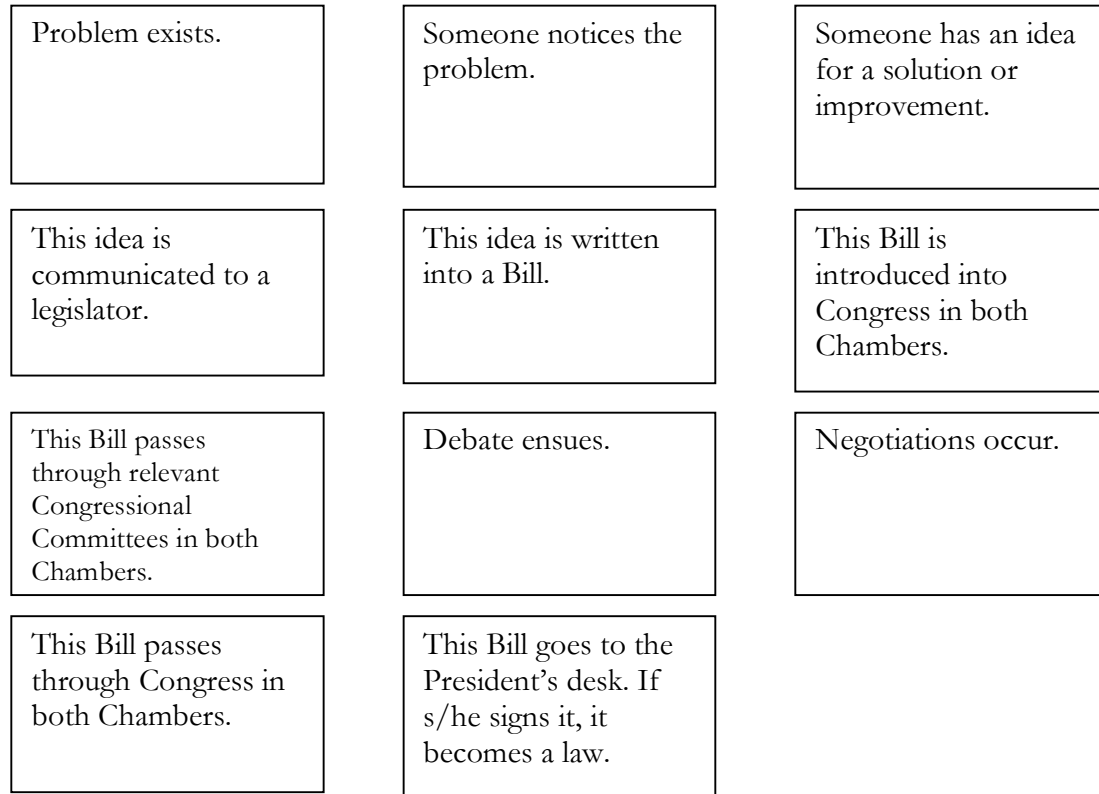 Problem exists.
Someone notices the
problem.
Someone has an idea
for a solution or
improvement.
This idea is
communicated to a
legislator.
This idea is written
into a Bill.
This Bill is
introduced into
Congress in both
Chambers.
This Bill passes
through relevant
Congressional
Committees in both
Chambers.
Debate ensues.
Negotiations occur.
This Bill passes
through Congress in
both Chambers.
This Bill goes to the
President’s desk. If
s/he signs it, it
becomes a law.